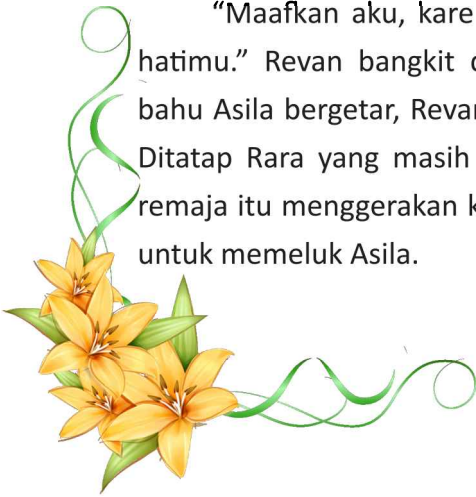 “Maafkan aku, kare
hatimu.” Revan bangkit
bahu Asila bergetar, Revan
Ditatap Rara yang masih
remaja itu menggerakan k
untuk memeluk Asila.